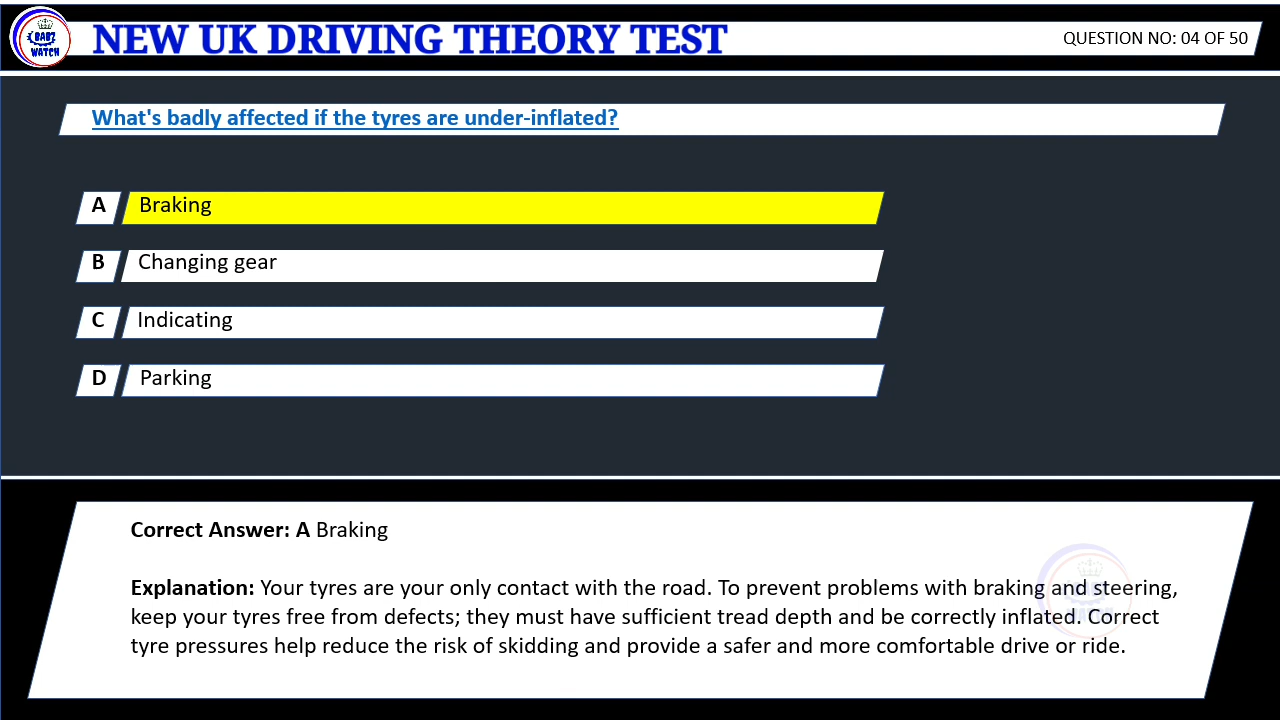 BABZ
WATCH
NEW UK DRIVING THEORY TEST
QUESTION NO: 04 OF 50
What's badly affected if the tyres are under-inflated?
A Braking
B Changing gear
C Indicating
D Parking
Correct Answer: A Braking
Explanation: Your tyres are your only contact with the road. To prevent problems with braking and steering,
keep your tyres free from defects; they must have sufficient tread depth and be correctly inflated. Correct
tyre pressures help reduce the risk of skidding and provide a safer and more comfortable drive or ride.